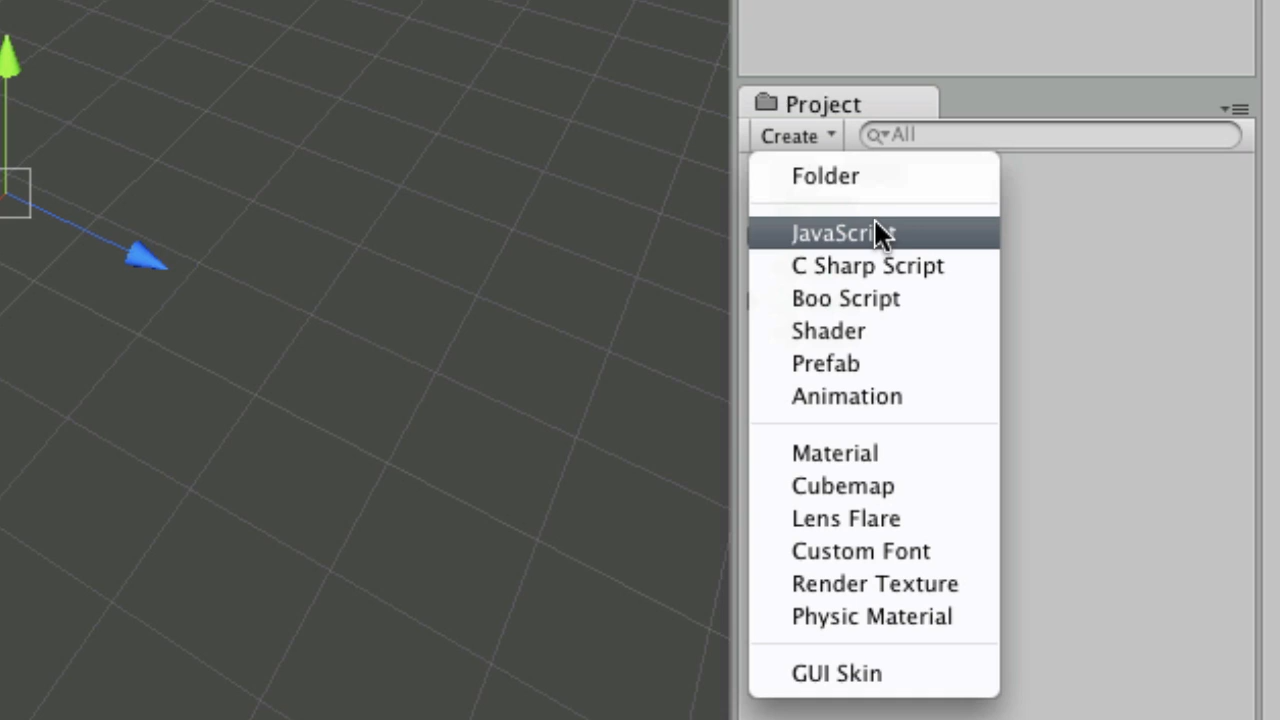 Project
Create
All
Folder
JavaScript
C Sharp Script
Boo Script
Shader
Prefab
Animation
Material
Cubemap
Lens Flare
Custom Font
Render Texture
Physic Material
GUI Skin